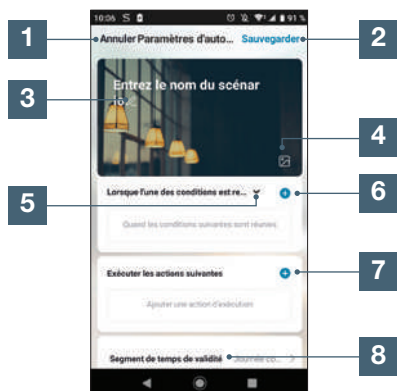 10:06 S 91 %
1
Annuler Paramètres d'auto... Sauvegarder
2
3
Entrez le nom du scénar
io
4
5
Lorsque l'une des conditions est re...
6
Quand les conditions suivantes sont réunies
Exécuter les actions suivantes
7
Ajouter une action d'exécution
Segment de temps de validité Journée co...
8